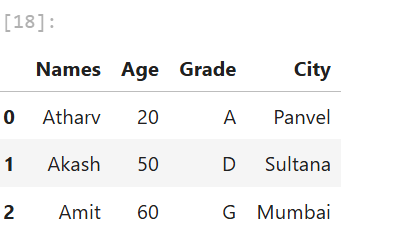 [18]:
Names Age Grade City
0 Atharv 20 A Panvel
1 Akash 50 D Sultana
2 Amit 60 G Mumbai